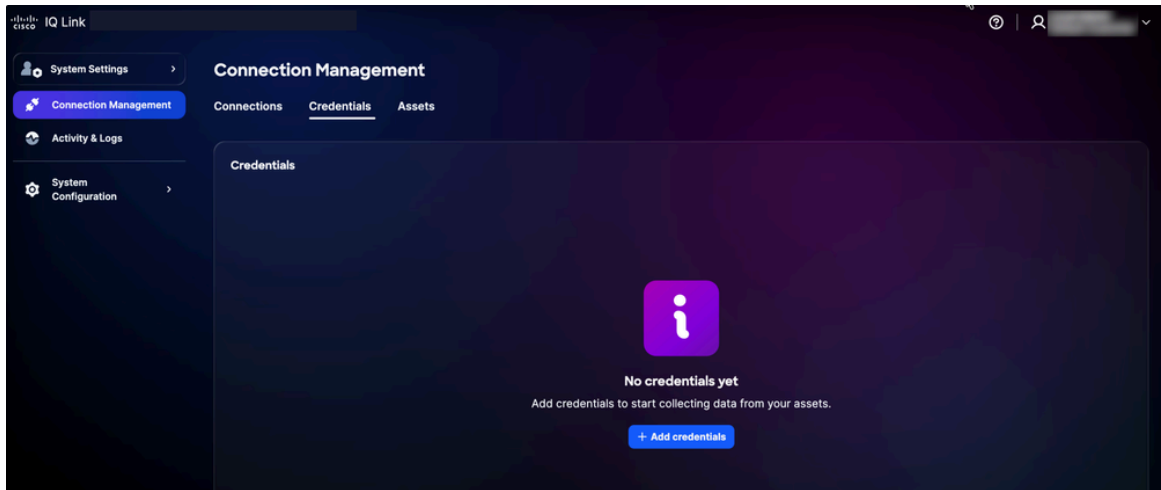 cisco IQ Link
System Settings
Connection Management
Activity & Logs
System
Configuration
Connection Management
Connections Credentials Assets
Credentials
No credentials yet
Add credentials to start collecting data from your assets.
+ Add credentials